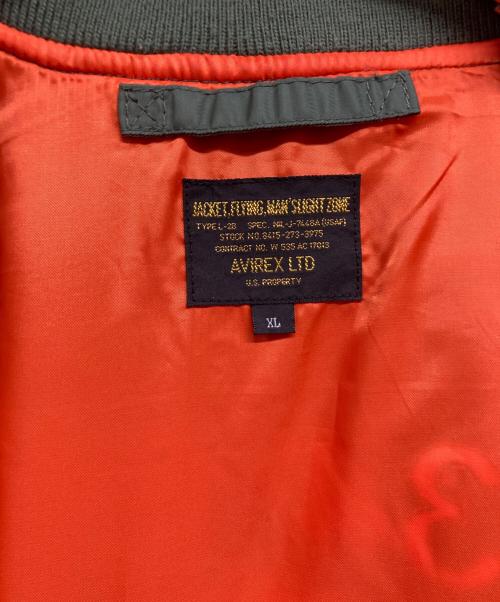 JACKET, FLYING, MAN'S LIGHT ZONE
TYPE L-2B SPEC. MIL-J-7448A (USAF)
STOCK NO. 8415-273-3975
CONTRACT NO. W 535 AC 17013
AVIREX LTD
U.S. PROPERTY
XL